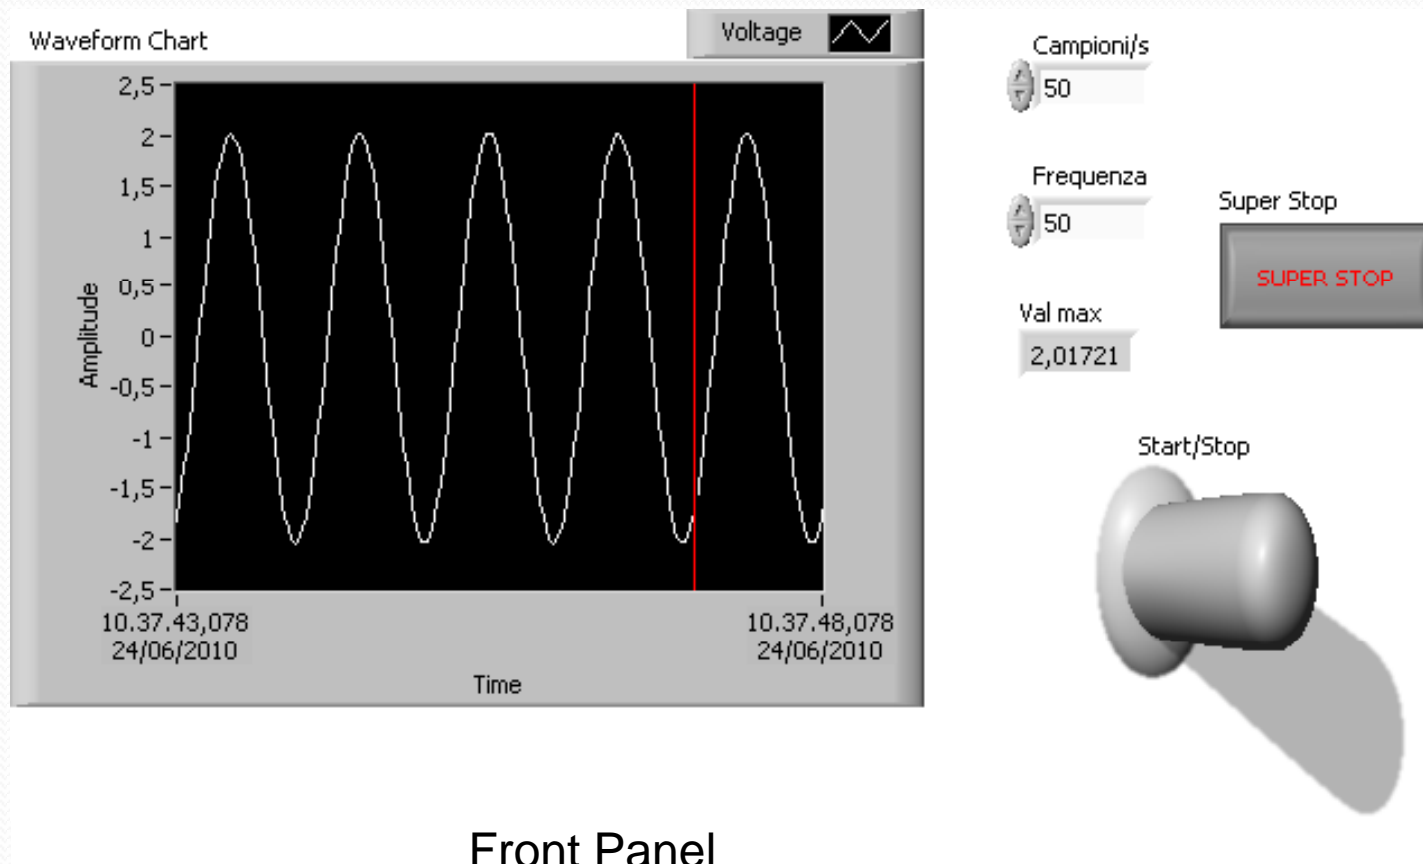 Waveform Chart
Voltage
2,5
2
1,5
1
0,5
0
-0,5
-1
-1,5
-2
-2,5
Amplitude
10.37.43,078
24/06/2010
10.37.48,078
24/06/2010
Time
Campioni/s
50
Frequenza
50
Val max
2,01721
Super Stop
SUPER STOP
Start/Stop
Front Panel